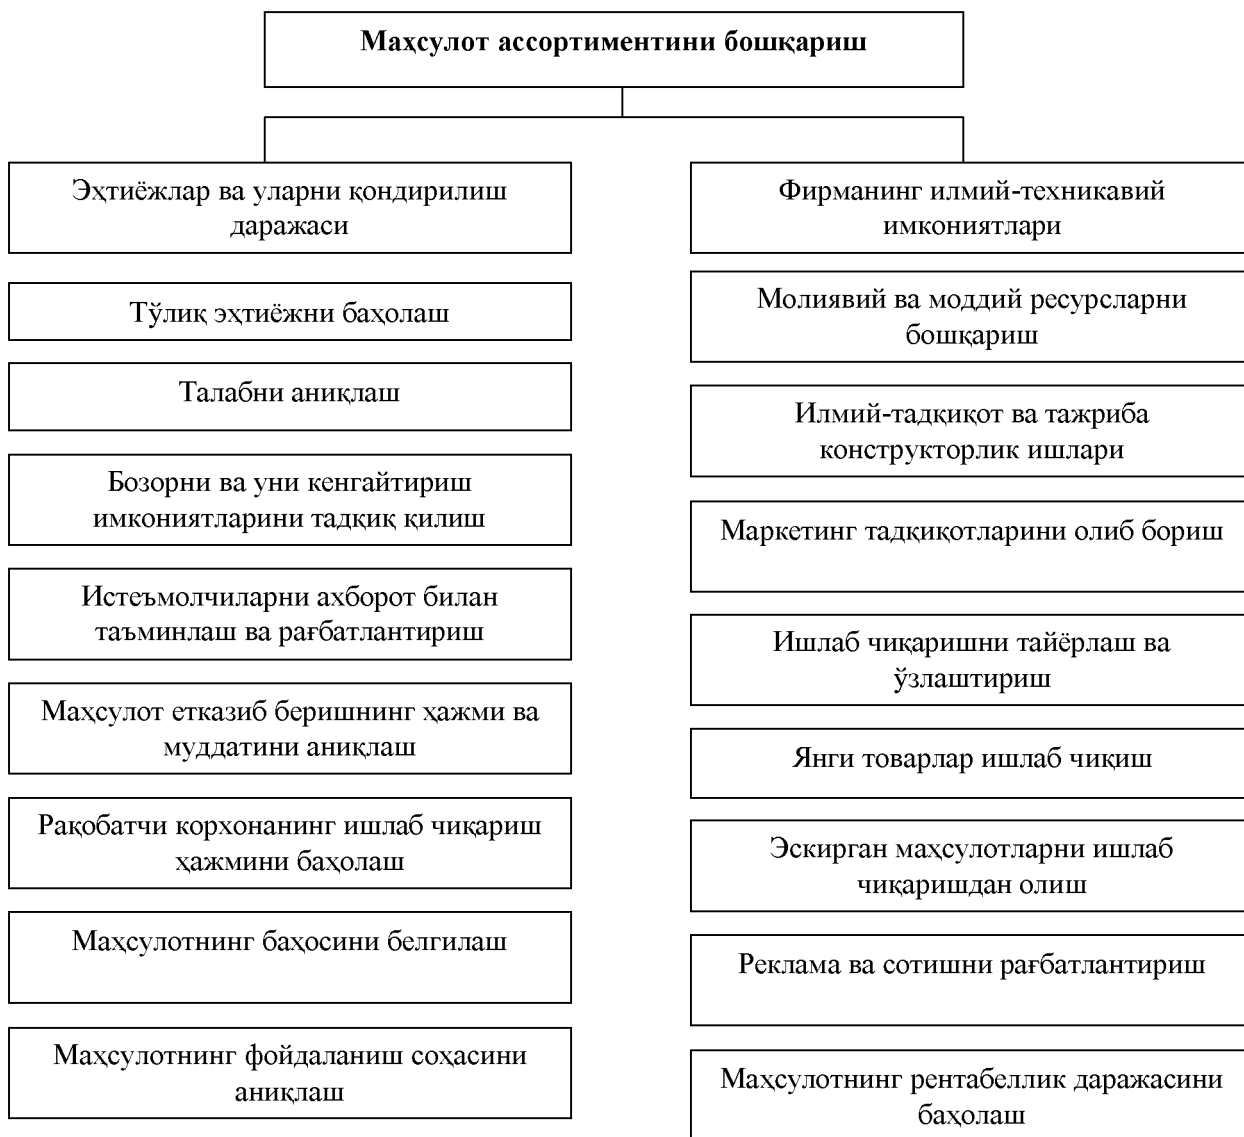 Маҳсулот ассортиментини бошқариш
Эҳтиёжлар ва уларни қондирилиш
даражаси
Тўлиқ эҳтиёжни баҳолаш
Талабни аниқлаш
Бозорни ва уни кенгайтириш
имкониятларини тадқиқ қилиш
Истеъмолчиларни ахборот билан
таъминлаш ва рағбатлантириш
Маҳсулот етказиб беришнинг ҳажми ва
муддатини аниқлаш
Рақобатчи корхонанинг ишлаб чиқариш
ҳажмини баҳолаш
Маҳсулотнинг баҳосини белгилаш
Маҳсулотнинг фойдаланиш соҳасини
аниқлаш
Фирманинг илмий-техникавий
имкониятлари
Молиявий ва моддий ресурсларни
бошқариш
Илмий-тадқиқот ва тажриба
конструкторлик ишлари
Маркетинг тадқиқотларини олиб бориш
Ишлаб чиқаришни тайёрлаш ва
ўзлаштириш
Янги товарлар ишлаб чиқиш
Эскирган маҳсулотларни ишлаб
чиқаришдан олиш
Реклама ва сотишни рағбатлантириш
Маҳсулотнинг рентабеллик даражасини
баҳолаш